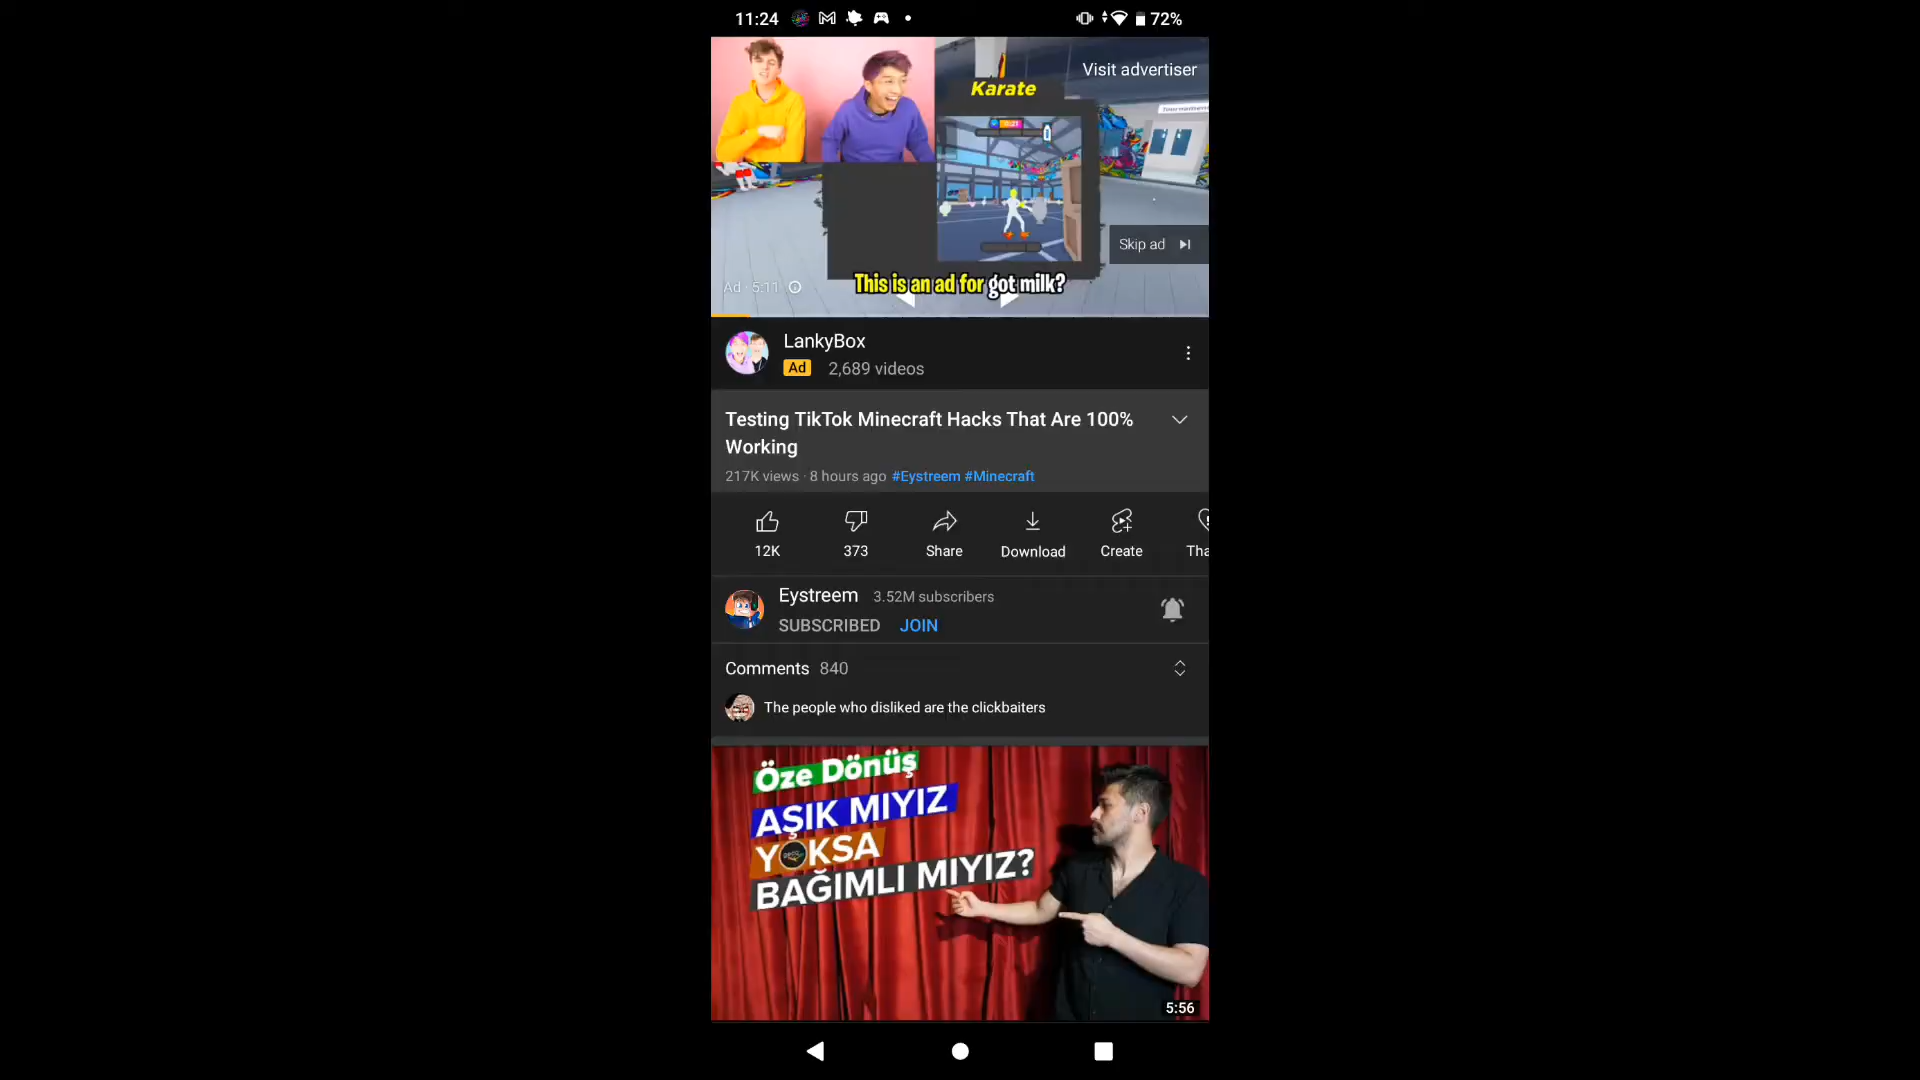 11:24
72%
Visit advertiser
Karate
0:21
Skip ad
This is an ad for got milk?
Ad · 5:11
LankyBox
Ad 2,689 videos
Testing TikTok Minecraft Hacks That Are 100%
Working
217K views · 8 hours ago #Eystreem #Minecraft
12K 373 Share Download Create Tha
Eystreem 3.52M subscribers
SUBSCRIBED JOIN
Comments 840
The people who disliked are the clickbaiters
Öze Dönüş
AŞIK MIYIZ
YOKSA
BAĞIMLI MIYIZ?
5:56